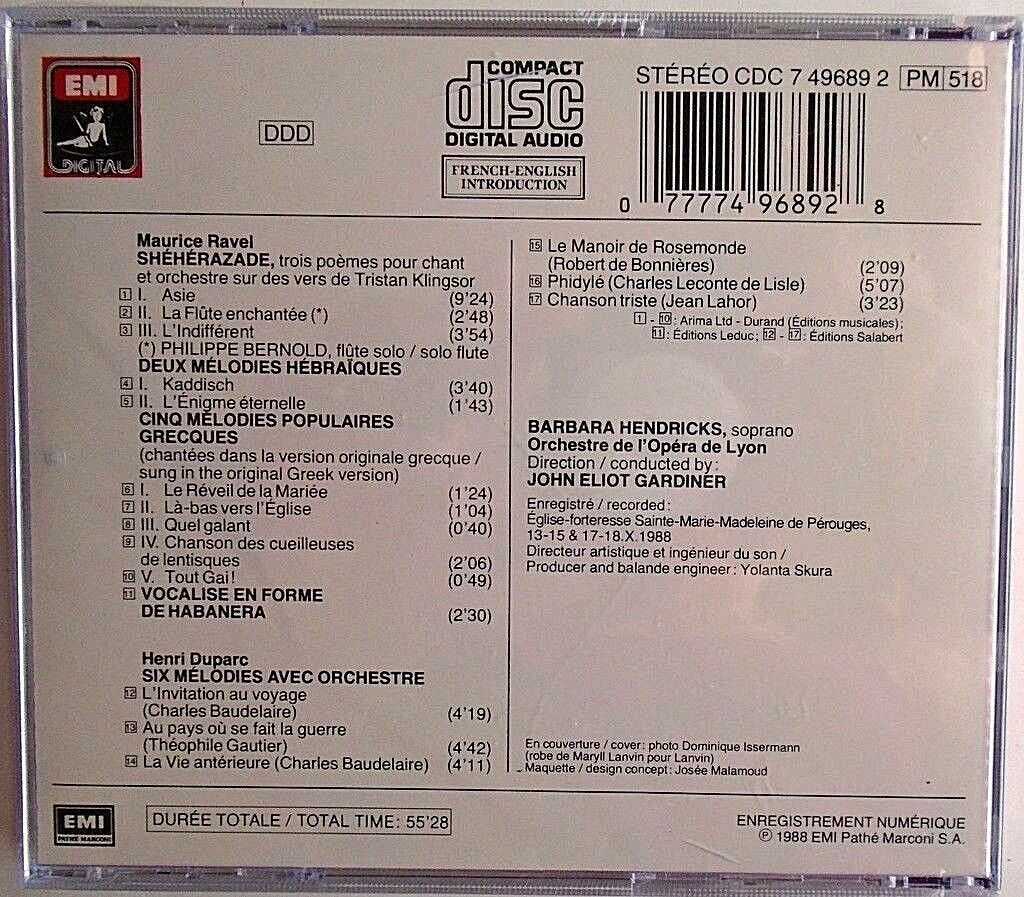 EMI
DIGITAL
DDD
COMPACT
disc
DIGITAL AUDIO
FRENCH-ENGLISH
INTRODUCTION
STÉRÉO CDC 7 49689 2 PM 518
0 77774 96892 8
Maurice Ravel
SHÉHÉRAZADE, trois poèmes pour chant
et orchestre sur des vers de Tristan Klingsor
1 I. Asie (9'24)
2 II. La Flûte enchantée (*) (2'48)
3 III. L'Indifférent (3'54)
(*) PHILIPPE BERNOLD, flûte solo / solo flute
DEUX MÉLODIES HÉBRAÏQUES
4 I. Kaddisch (3'40)
5 II. L'Énigme éternelle (1'43)
CINQ MÉLODIES POPULAIRES
GRECQUES
(chantées dans la version originale grecque /
sung in the original Greek version)
6 I. Le Réveil de la Mariée (1'24)
7 II. Là-bas vers l'Église (1'04)
8 III. Quel galant (0'40)
9 IV. Chanson des cueilleuses
de lentisques (2'06)
10 V. Tout Gai! (0'49)
11 VOCALISE EN FORME
DE HABANERA (2'30)
Henri Duparc
SIX MÉLODIES AVEC ORCHESTRE
12 L'Invitation au voyage
(Charles Baudelaire) (4'19)
13 Au pays où se fait la guerre
(Théophile Gautier) (4'42)
14 La Vie antérieure (Charles Baudelaire) (4'11)
15 Le Manoir de Rosemonde
(Robert de Bonnières) (2'09)
16 Phidylé (Charles Leconte de Lisle) (5'07)
17 Chanson triste (Jean Lahor) (3'23)
1 - 10: Arima Ltd - Durand (Éditions musicales);
11: Éditions Leduc; 12 - 17: Éditions Salabert
BARBARA HENDRICKS, soprano
Orchestre de l'Opéra de Lyon
Direction / conducted by:
JOHN ELIOT GARDINER
Enregistré / recorded:
Église-forteresse Sainte-Marie-Madeleine de Pérouges,
13-15 & 17-18.X.1988
Directeur artistique et ingénieur du son /
Producer and balande engineer: Yolanta Skura
En couverture / cover: photo Dominique Issermann
(robe de Maryll Lanvin pour Lanvin)
Maquette / design concept: Josée Malamoud
EMI
PATHÉ MARCONI
DURÉE TOTALE / TOTAL TIME: 55'28
ENREGISTREMENT NUMÉRIQUE
℗ 1988 EMI Pathé Marconi S.A.